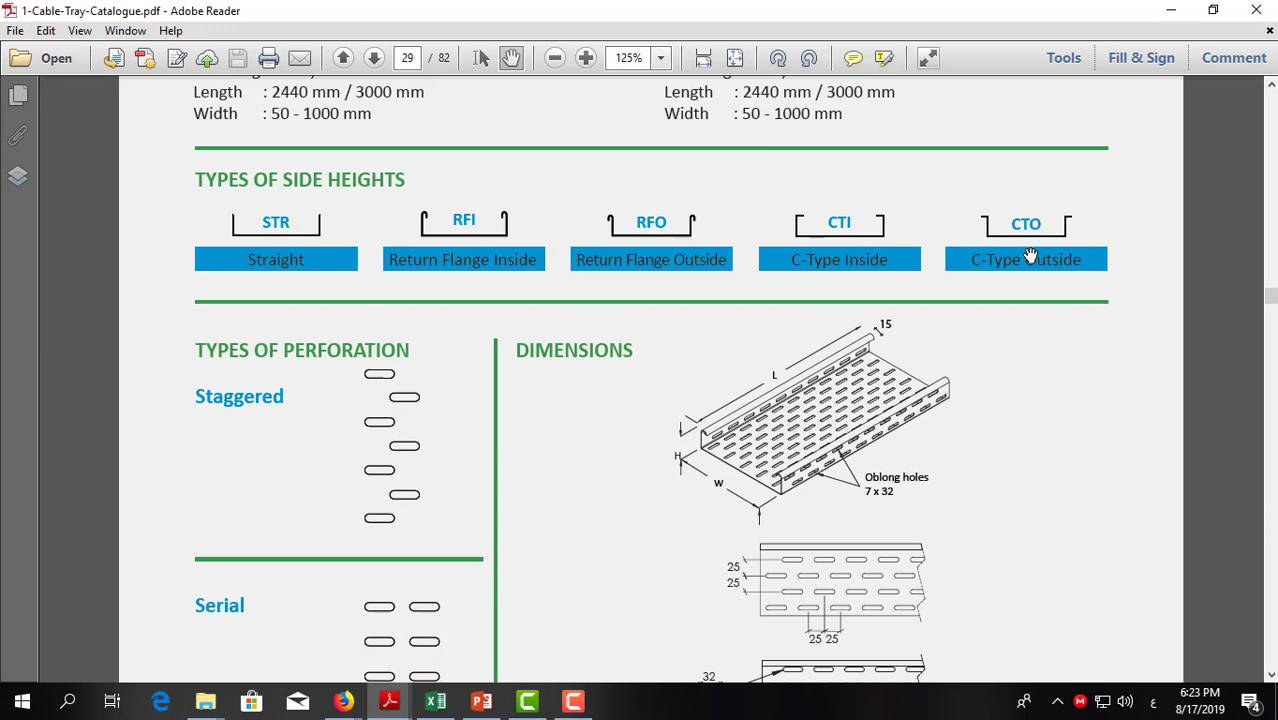 1-Cable-Tray-Catalogue.pdf - Adobe Reader
File Edit View Window Help
Open 29 / 82 125% Tools Fill & Sign Comment
Length : 2440 mm / 3000 mm Length : 2440 mm / 3000 mm
Width : 50 - 1000 mm Width : 50 - 1000 mm
TYPES OF SIDE HEIGHTS
STR RFI RFO CTI CTO
Straight Return Flange Inside Return Flange Outside C-Type Inside C-Type Outside
TYPES OF PERFORATION DIMENSIONS
15
L
Staggered
H
W
Oblong holes
7 x 32
25
25
Serial
25 25
32
6:23 PM
ع
8/17/2019
4